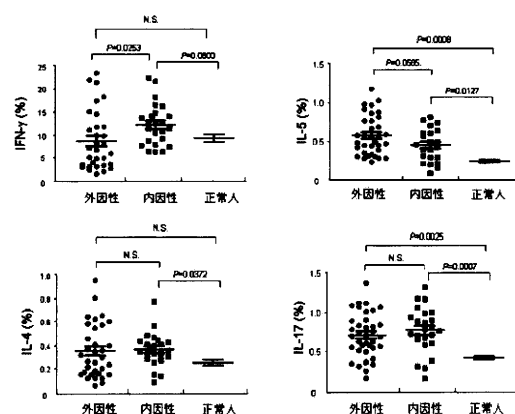 N.S.
P=0.0253
P=0.0800
IFN-γ (%)
25
20
15
10
5
0
外因性
内因性
正常人
P=0.0008
P=0.0585
P=0.0127
IL-5 (%)
1.5
1.0
0.5
0
外因性
内因性
正常人
N.S.
N.S.
P=0.0372
IL-4 (%)
1.0
0.8
0.6
0.4
0.2
0
外因性
内因性
正常人
P=0.0025
N.S.
P=0.0007
IL-17 (%)
1.5
1.0
0.5
0
外因性
内因性
正常人